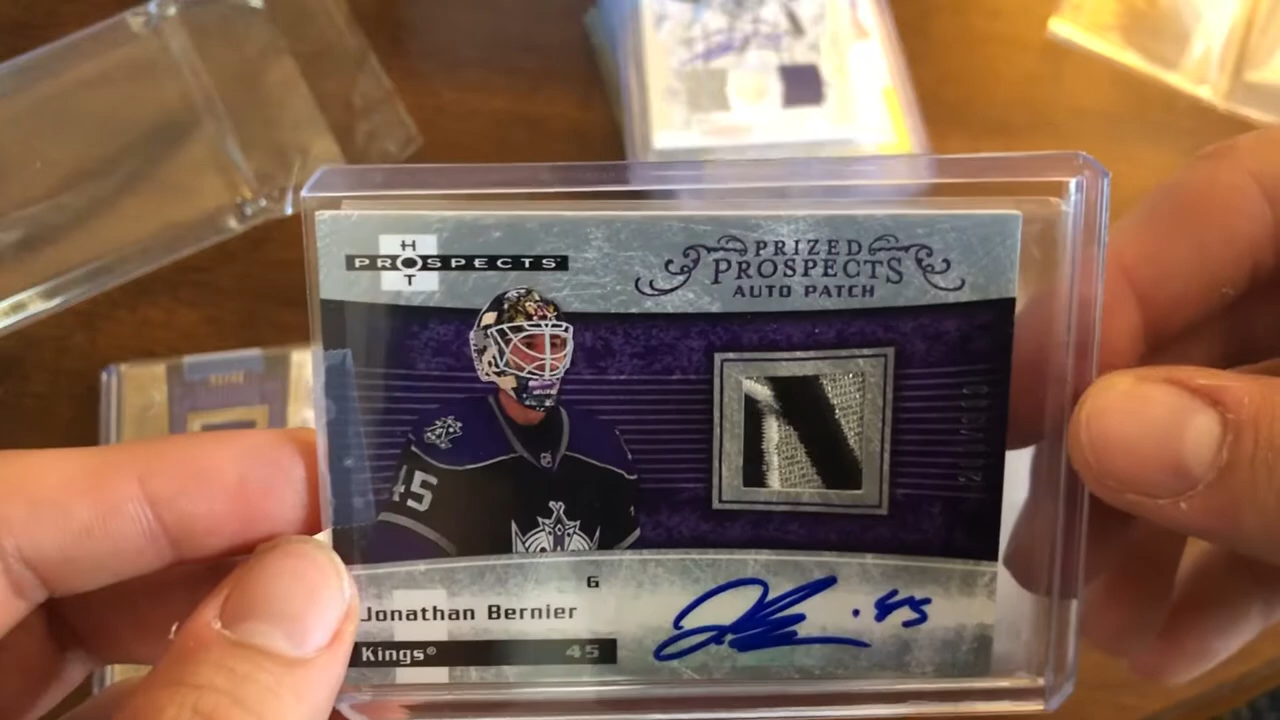 HOT
PROSPECTS
PRIZED
PROSPECTS
AUTO PATCH
45
G
Jonathan Bernier
Kings®
45
.45